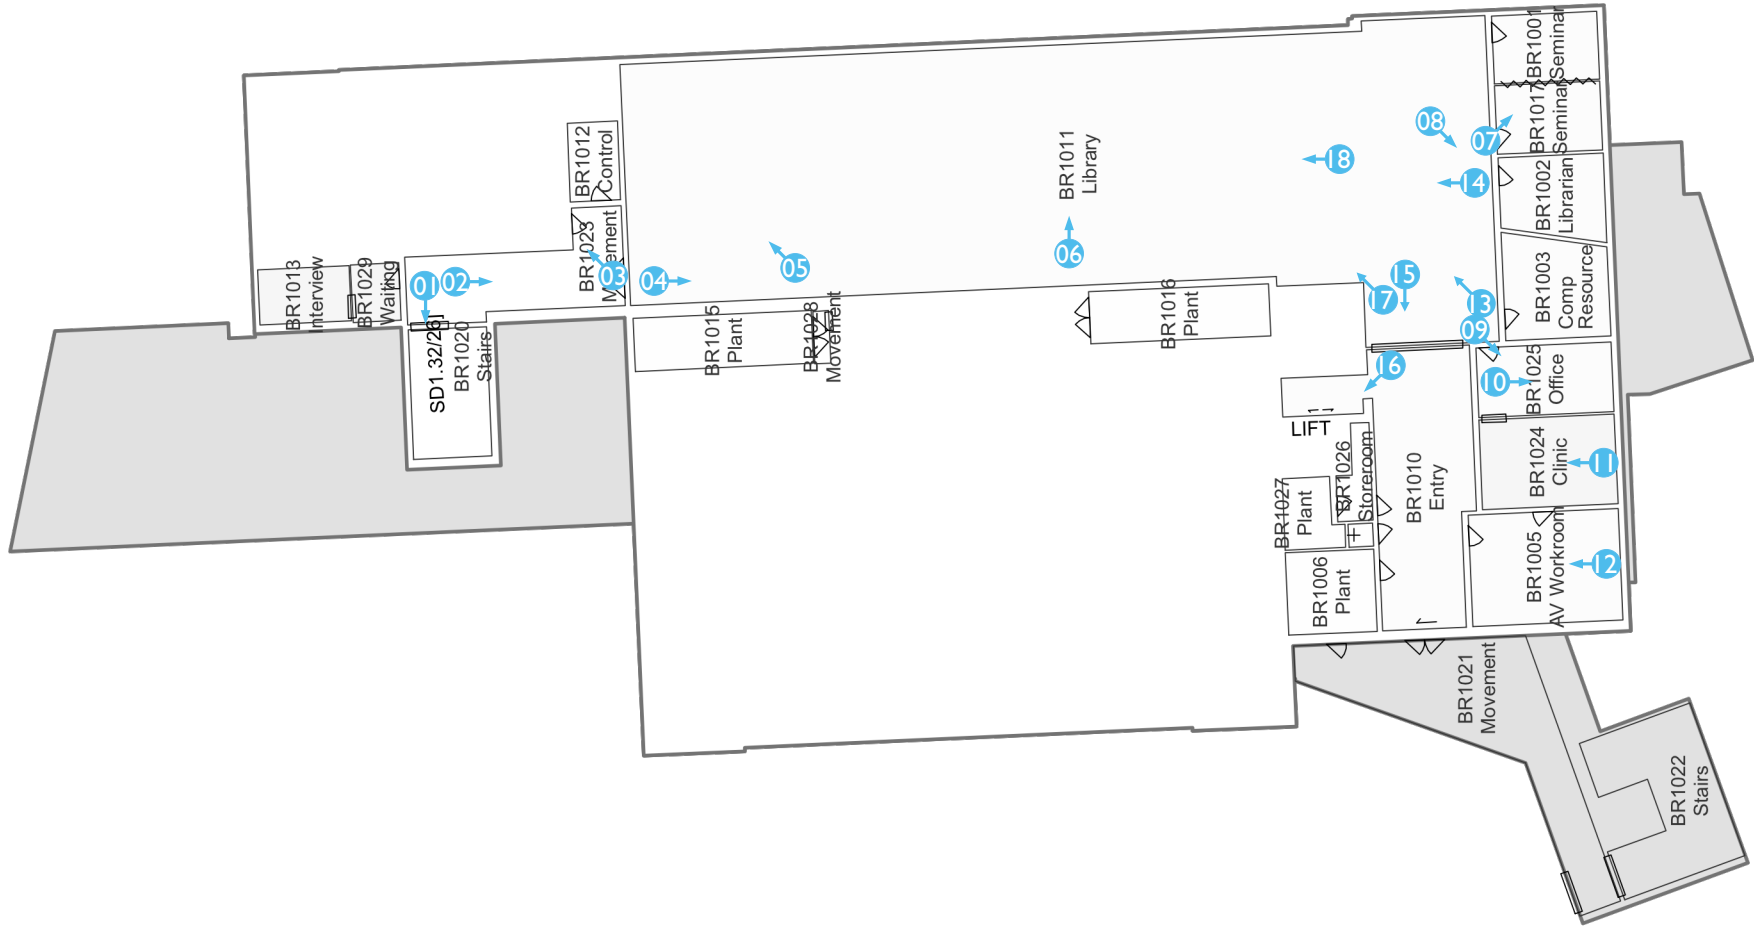 BR1001
Seminar
BR1017
Seminar
BR1012
Control
BR1011
Library
08
07
18
14
BR1002
Librarian
BR1023
Movement
BR1013
Interview
BR1029
Waiting
01
02
03
04
05
06
15
17
13
09
BR1003
Comp
Resource
SD1.32/26]
BR1020
Stairs
BR1015
Plant
BR1028
Movement
BR1016
Plant
16
10
BR1025
Office
LIFT
BR1026
Storeroom
BR1010
Entry
BR1024
Clinic
11
BR1027
Plant
BR1006
Plant
BR1005
AV Workroom
12
BR1021
Movement
BR1022
Stairs